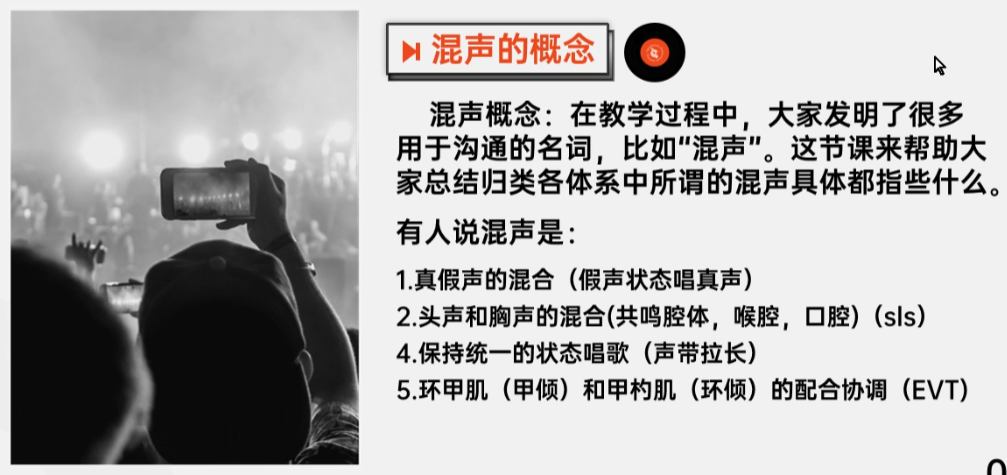 混声的概念
混声概念：在教学过程中，大家发明了很多
用于沟通的名词，比如“混声”。这节课来帮助大
家总结归类各体系中所谓的混声具体都指些什么。
有人说混声是：
1.真假声的混合（假声状态唱真声）
2.头声和胸声的混合(共鸣腔体，喉腔，口腔)（sls）
4.保持统一的状态唱歌（声带拉长）
5.环甲肌（甲倾）和甲杓肌（环倾）的配合协调（EVT）